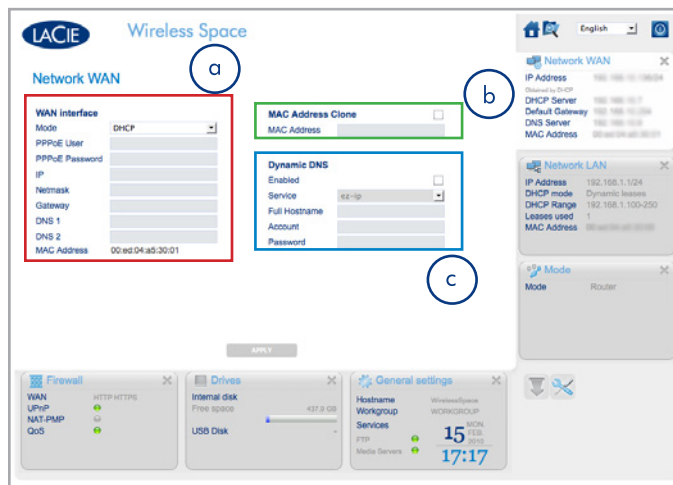 LACIE
Wireless Space
English
Network WAN
a
b
c
WAN interface
Mode DHCP
PPPoE User
PPPoE Password
IP
Netmask
Gateway
DNS 1
DNS 2
MAC Address 00:ed:04:a5:30:01
MAC Address Clone
MAC Address
Dynamic DNS
Enabled
Service ez-ip
Full Hostname
Account
Password
APPLY
Network WAN
IP Address
Obtained by DHCP
DHCP Server
Default Gateway
DNS Server
MAC Address
Network LAN
IP Address 192.168.1.1/24
DHCP mode Dynamic leases
DHCP Range 192.168.1.100-250
Leases used 1
MAC Address
Mode
Mode Router
Firewall
WAN HTTP HTTPS
UPnP
NAT-PMP
QoS
Drives
Internal disk
Free space 437.9 GB
USB Disk -
General settings
Hostname WirelessSpace
Workgroup WORKGROUP
Services
FTP
Media Servers
15 MON. FEB. 2010
17:17